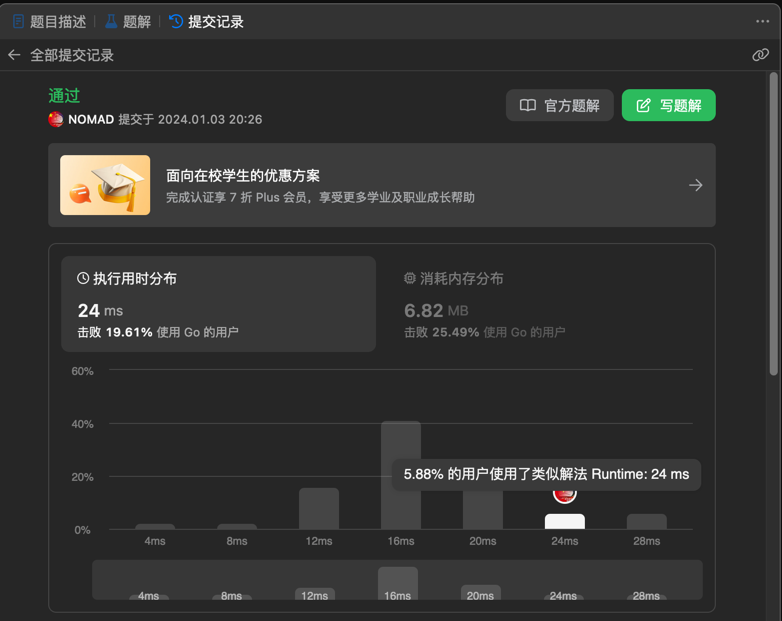 题目描述 题解 提交记录
全部提交记录
通过
NOMAD 提交于 2024.01.03 20:26
官方题解 写题解
面向在校学生的优惠方案
完成认证享 7 折 Plus 会员，享受更多学业及职业成长帮助
执行用时分布
24 ms
击败 19.61% 使用 Go 的用户
消耗内存分布
6.82 MB
击败 25.49% 使用 Go 的用户
60%
40%
20%
0%
5.88% 的用户使用了类似解法 Runtime: 24 ms
4ms 8ms 12ms 16ms 20ms 24ms 28ms
4ms 8ms 12ms 16ms 20ms 24ms 28ms